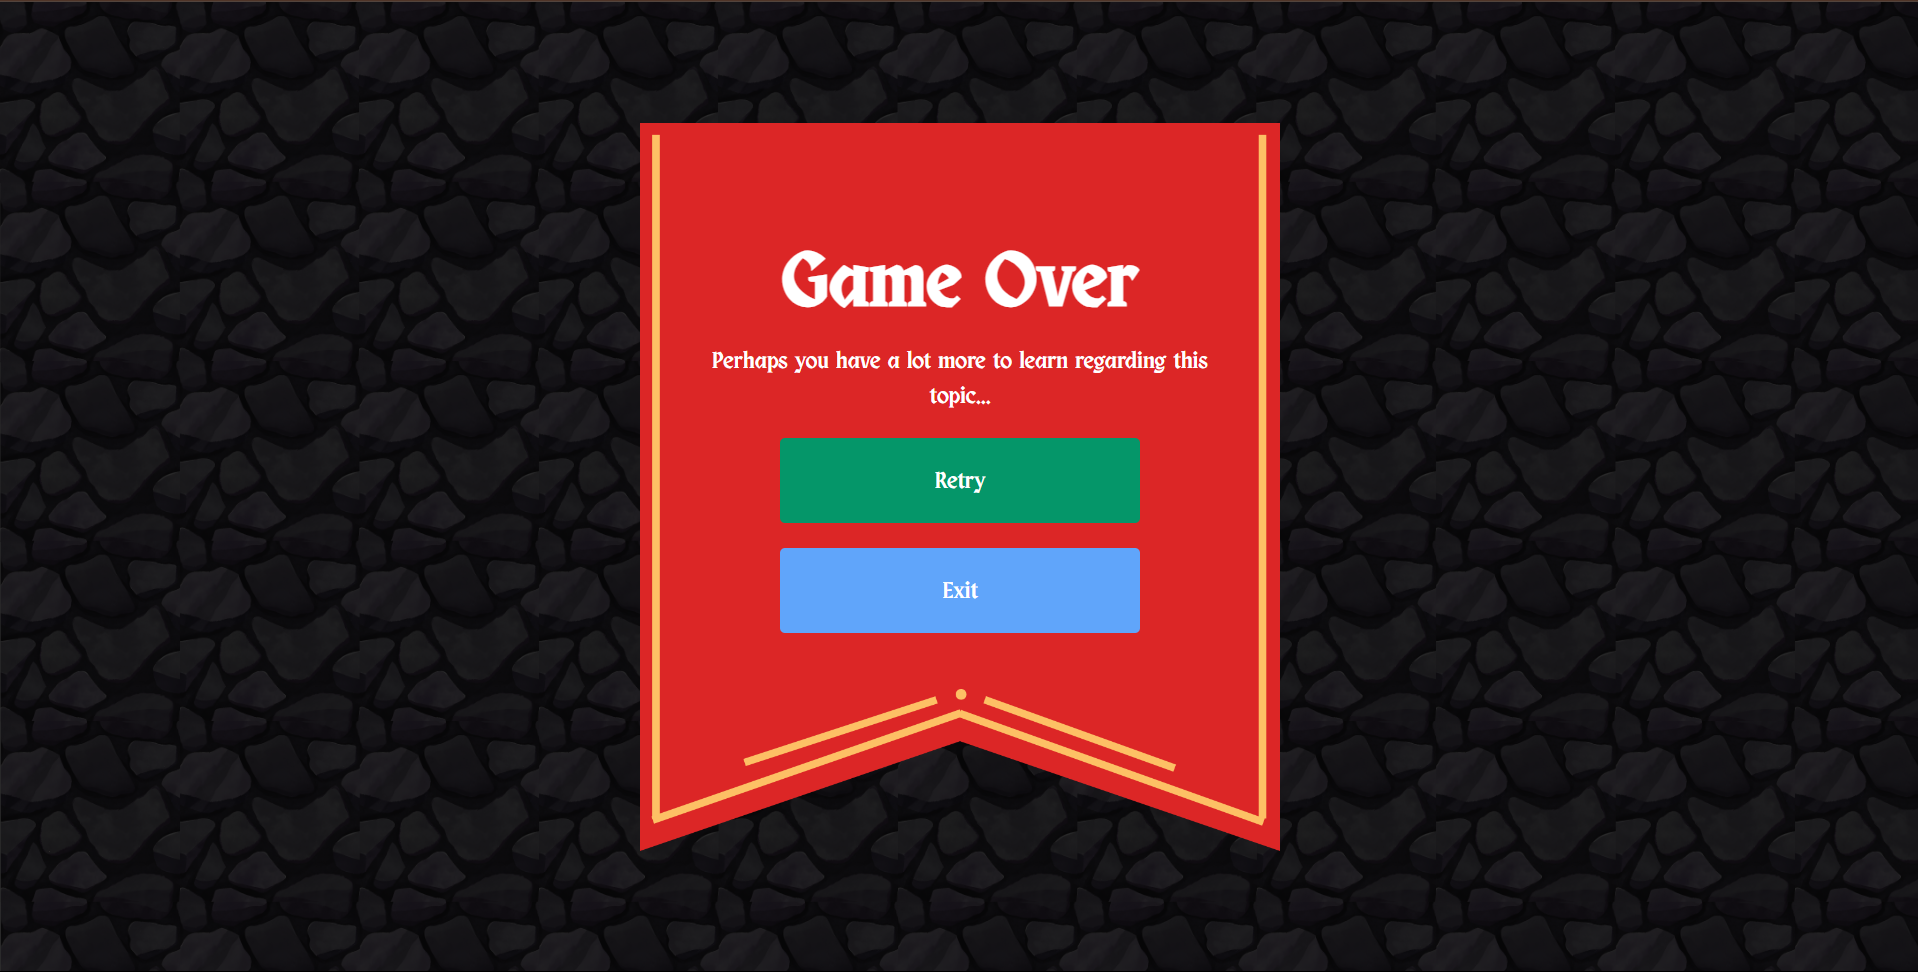 Game Over
Perhaps you have a lot more to learn regarding this
topic...
Retry
Exit